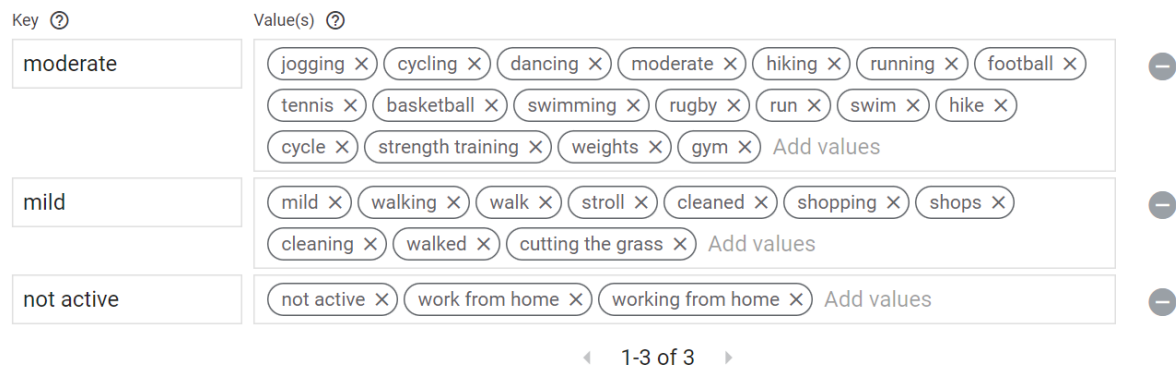 Key Value(s)
moderate jogging cycling dancing moderate hiking running football
tennis basketball swimming rugby run swim hike
cycle strength training weights gym Add values
mild mild walking walk stroll cleaned shopping shops
cleaning walked cutting the grass Add values
not active not active work from home working from home Add values
1-3 of 3